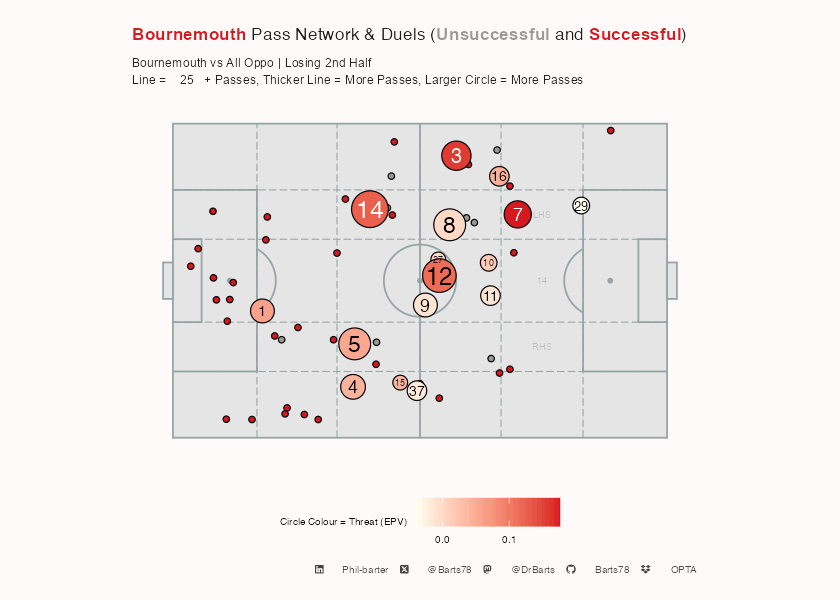 Bournemouth Pass Network & Duels (Unsuccessful and Successful)
Bournemouth vs All Oppo | Losing 2nd Half
Line = 25 + Passes, Thicker Line = More Passes, Larger Circle = More Passes
3
16
29
14
7
LHS
8
27
10
12
14
11
9
1
5
RHS
15
4
37
Circle Colour = Threat (EPV)
0.0 0.1
Phil-barter @Barts78 @DrBarts Barts78 OPTA